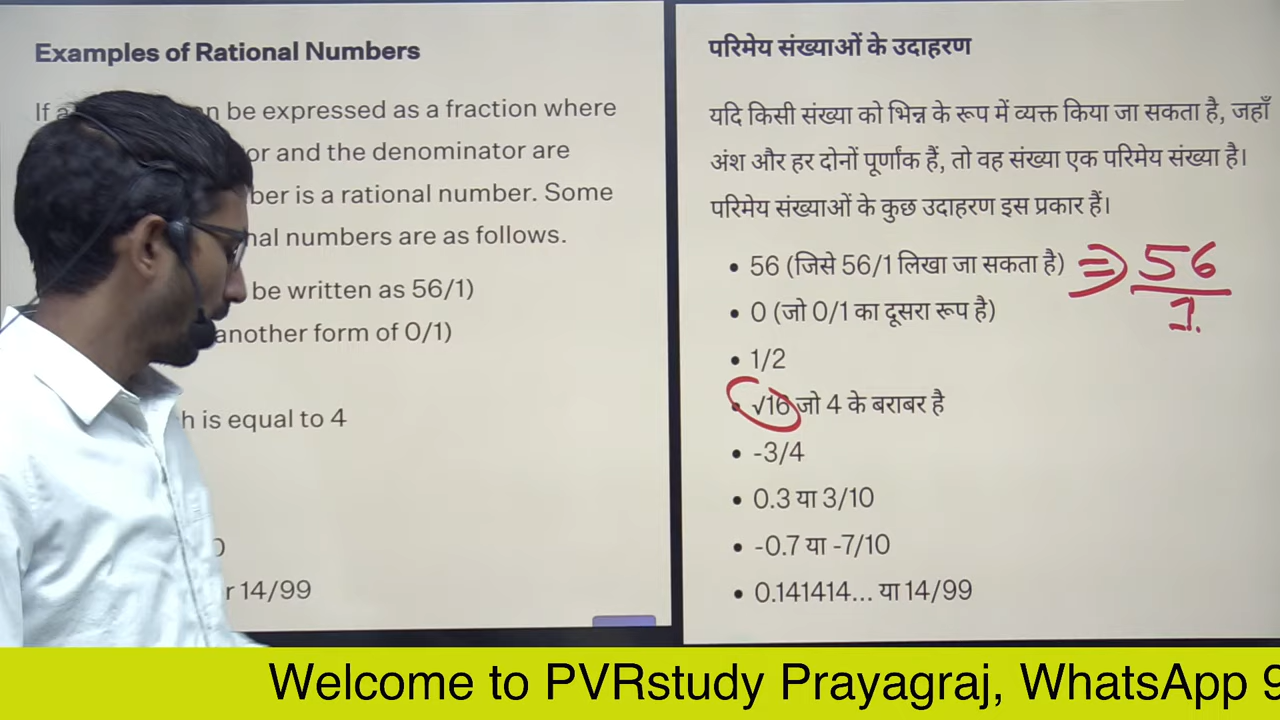 Examples of Rational Numbers
If a n be expressed as a fraction where
or and the denominator are
ber is a rational number. Some
nal numbers are as follows.
be written as 56/1)
another form of 0/1)
h is equal to 4
r 14/99
परिमेय संख्याओं के उदाहरण
यदि किसी संख्या को भिन्न के रूप में व्यक्त किया जा सकता है, जहाँ
अंश और हर दोनों पूर्णांक हैं, तो वह संख्या एक परिमेय संख्या है।
परिमेय संख्याओं के कुछ उदाहरण इस प्रकार हैं।
• 56 (जिसे 56/1 लिखा जा सकता है) ⇒ 56
1.
• 0 (जो 0/1 का दूसरा रूप है)
• 1/2
• √16 जो 4 के बराबर है
• -3/4
• 0.3 या 3/10
• -0.7 या -7/10
• 0.141414... या 14/99
Welcome to PVRstudy Prayagraj, WhatsApp 9